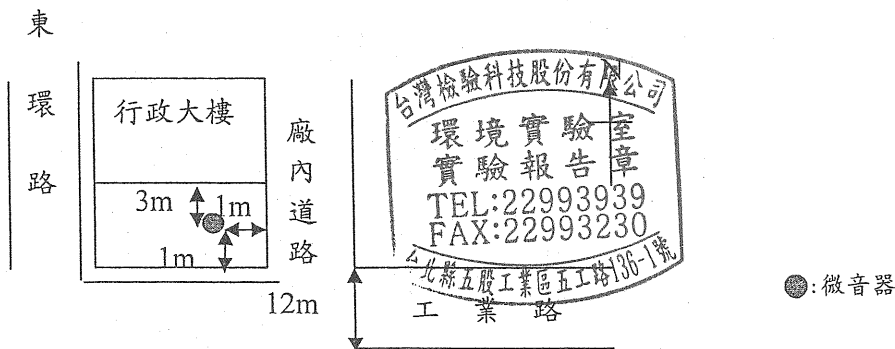 東環路
行政大樓
廠內道路
3m
1m
1m
12m
工業路
台灣檢驗科技股份有限公司
環境實驗室
實驗報告章
TEL:22993939
FAX:22993230
台北縣五股工業區五工路136-1號
:微音器